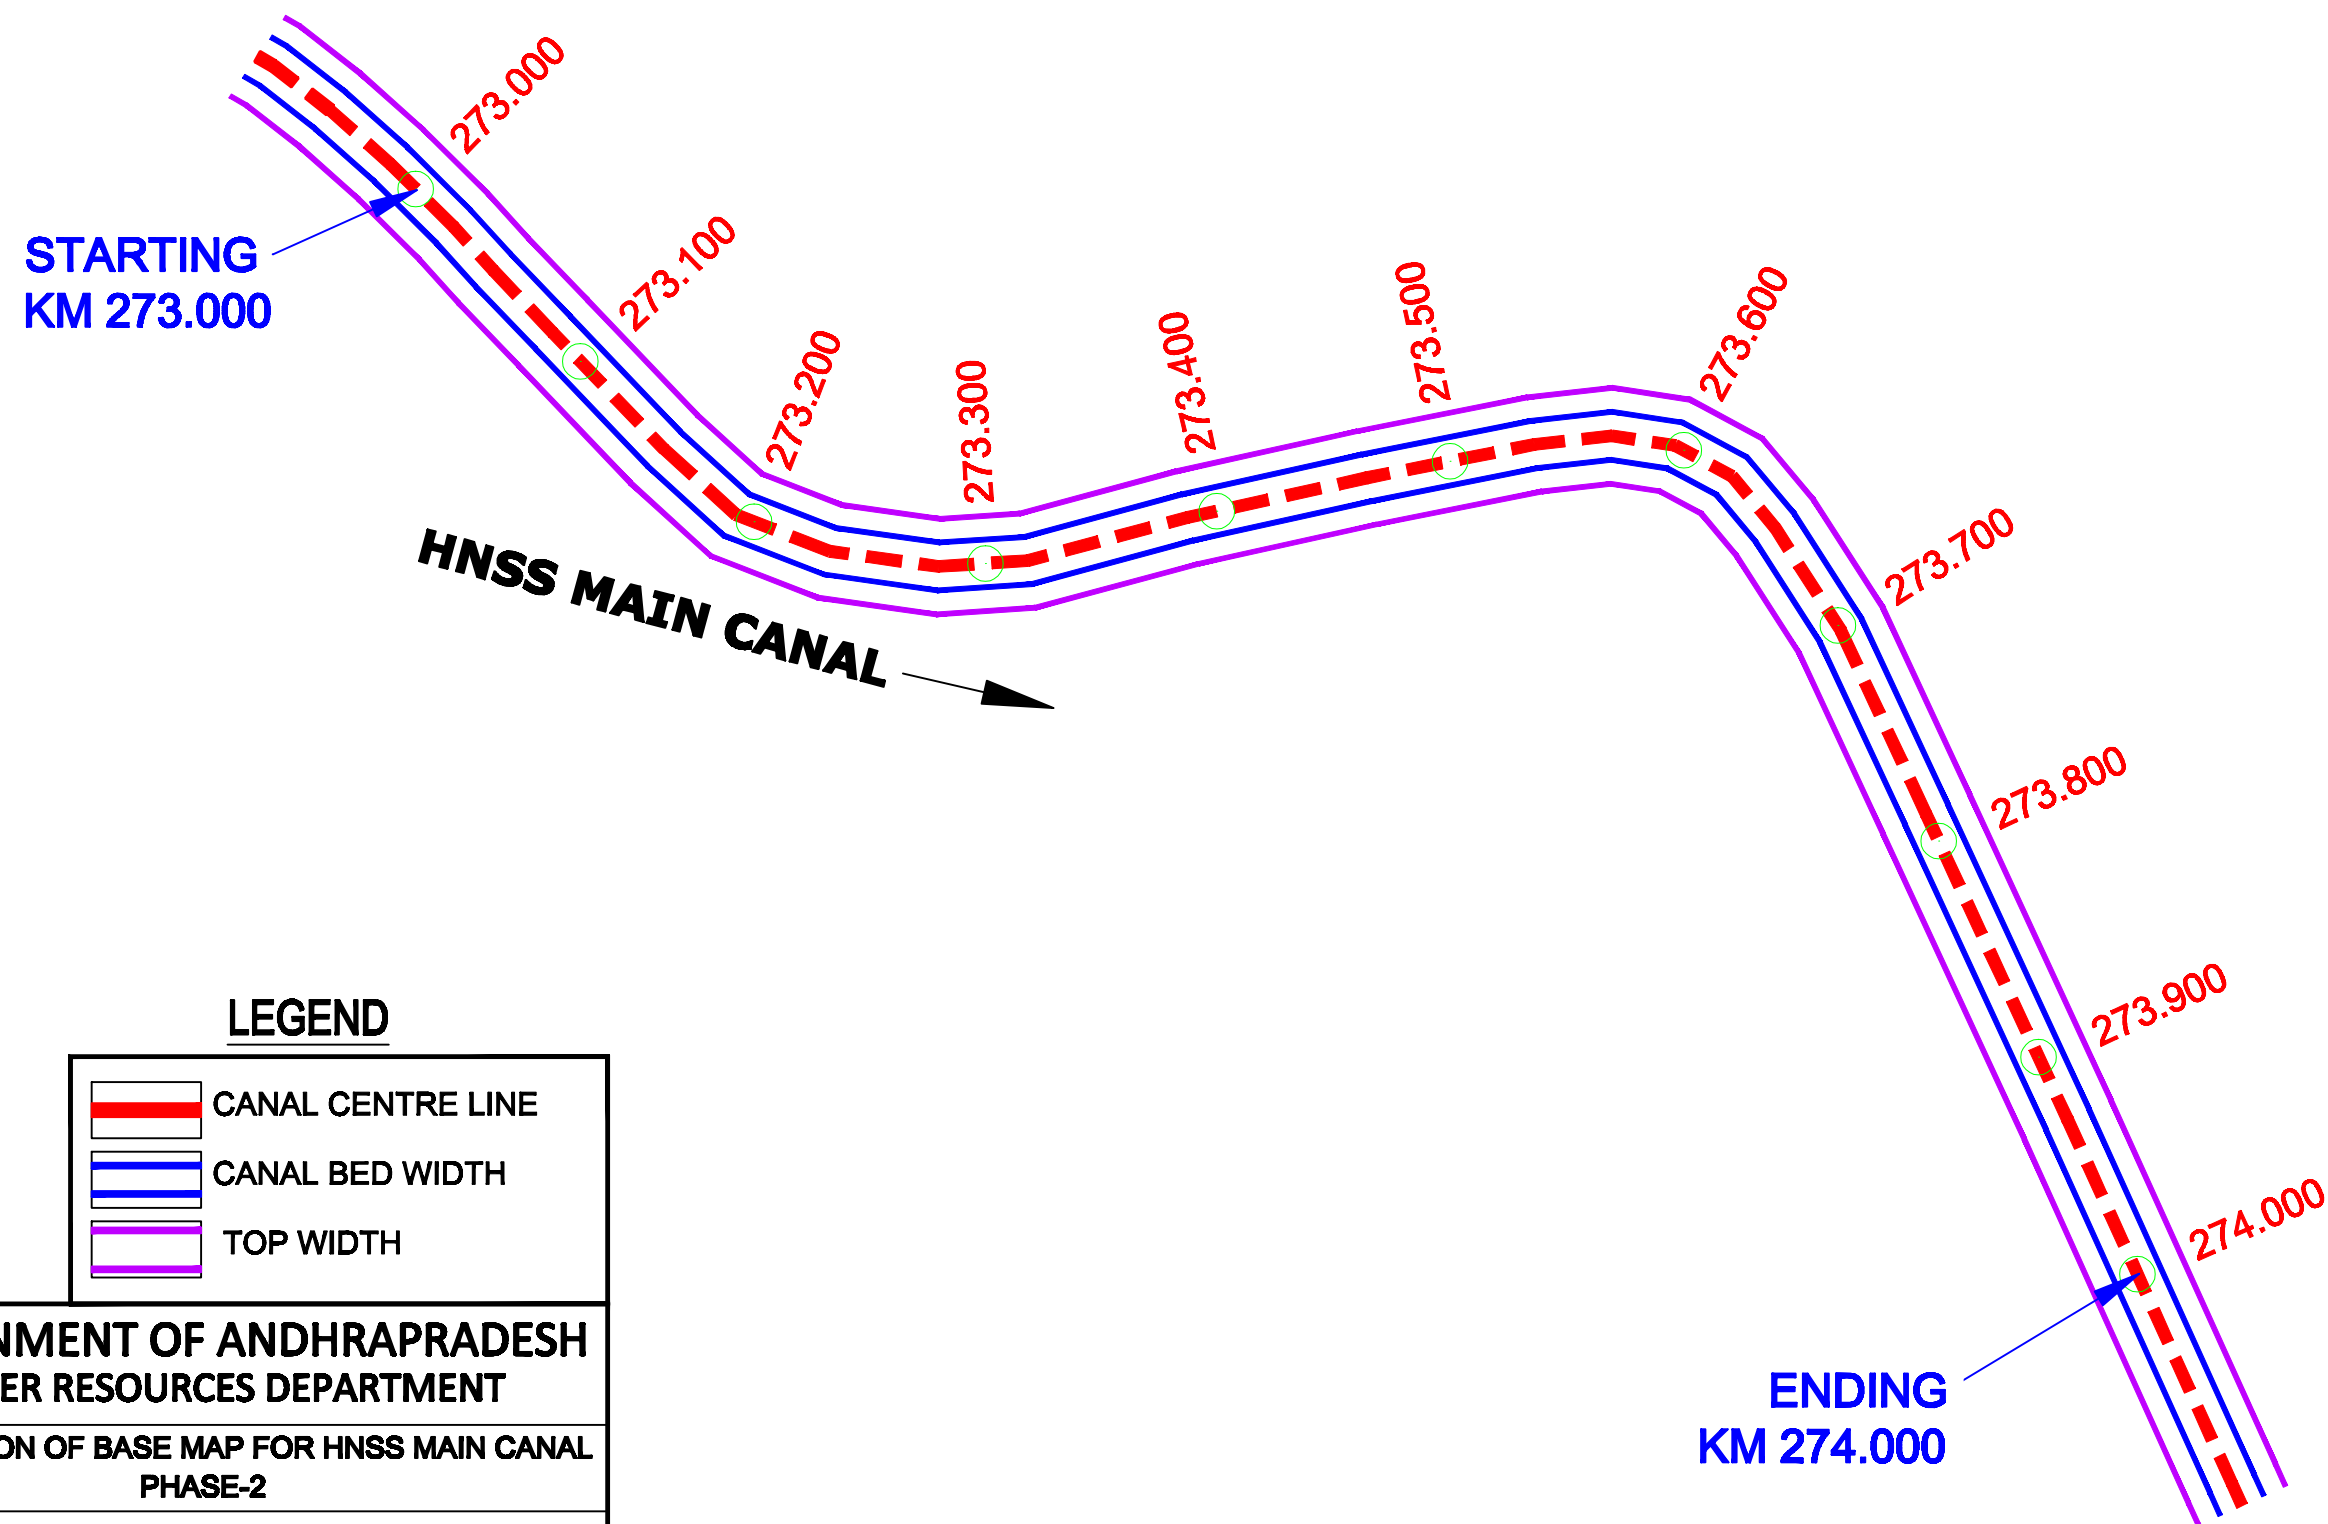 273.000
STARTING
KM 273.000
273.100
273.200
273.300
273.400
273.500
273.600
273.700
273.800
273.900
274.000
HNSS MAIN CANAL
ENDING
KM 274.000
LEGEND
CANAL CENTRE LINE
CANAL BED WIDTH
TOP WIDTH
NMENT OF ANDHRAPRADESH
ER RESOURCES DEPARTMENT
ON OF BASE MAP FOR HNSS MAIN CANAL
PHASE-2